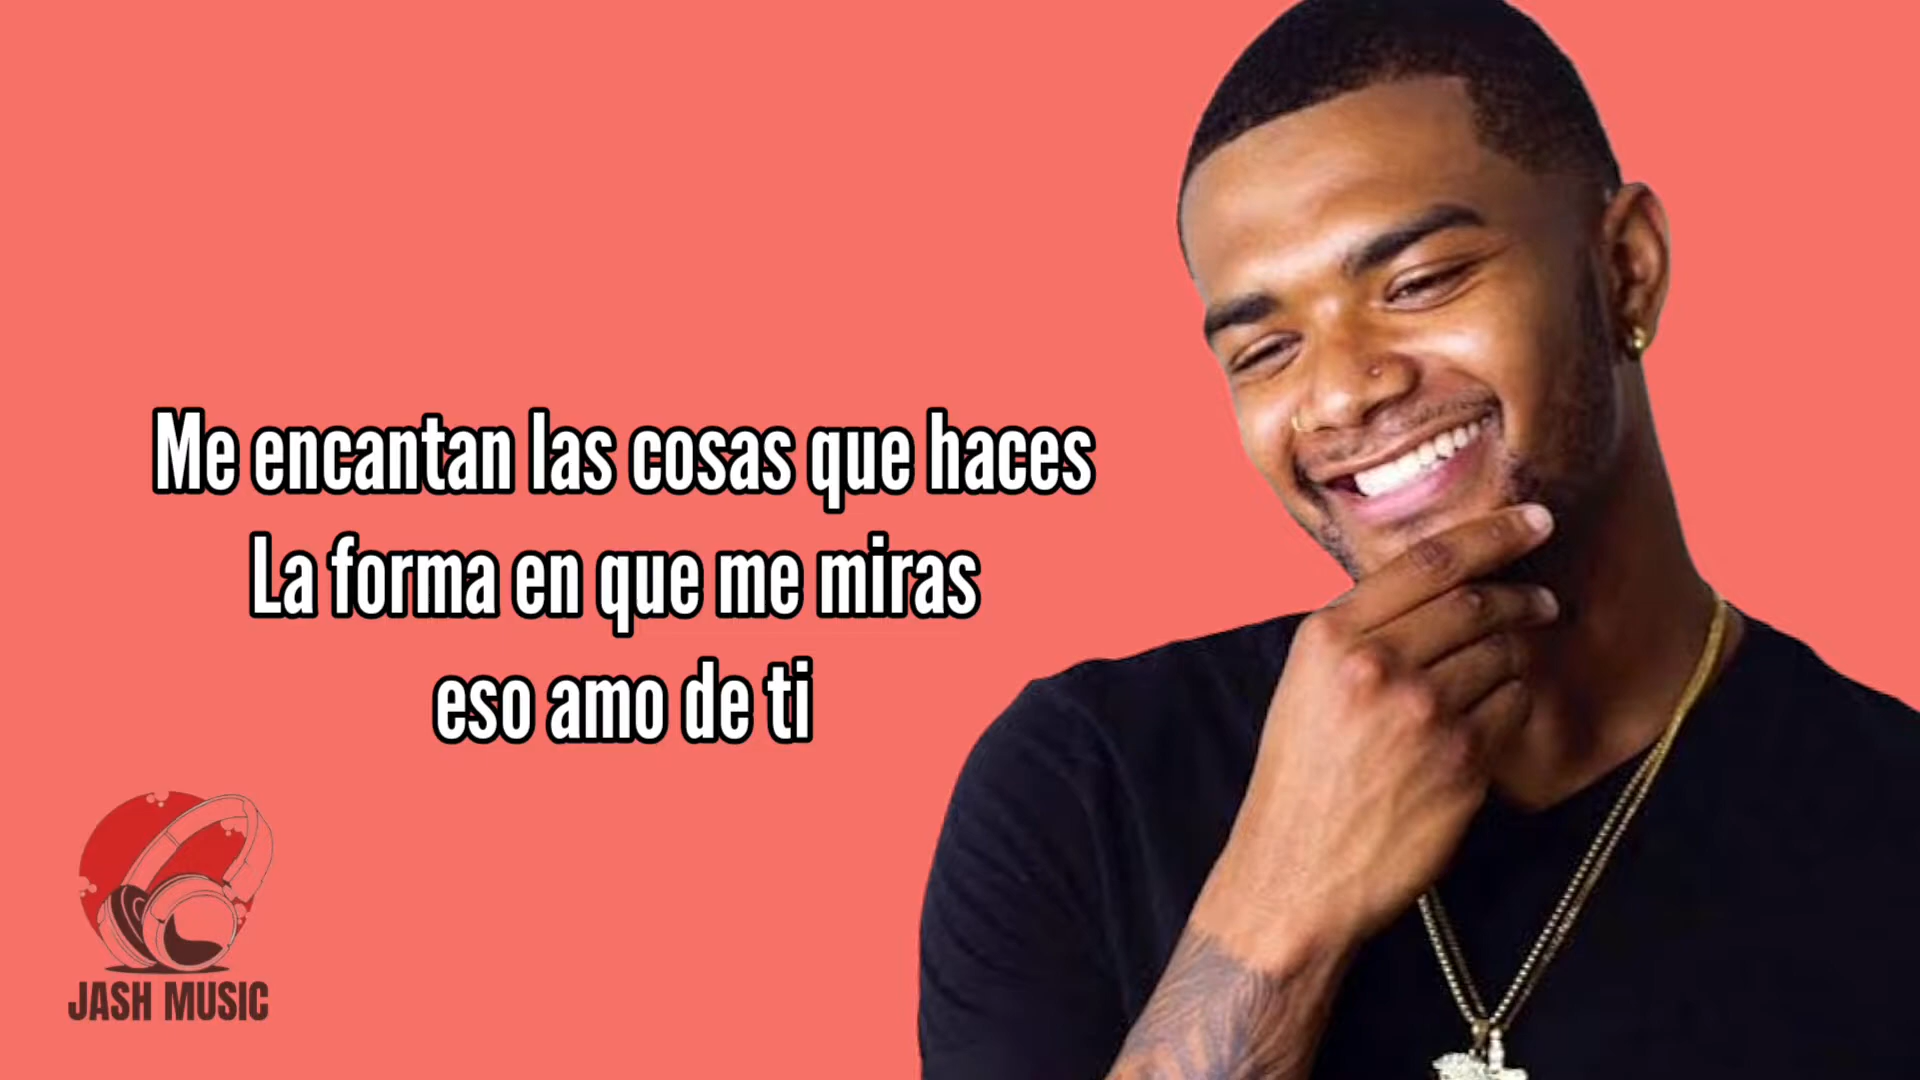 Me encantan las cosas que haces
La forma en que me miras
eso amo de ti
JASH MUSIC